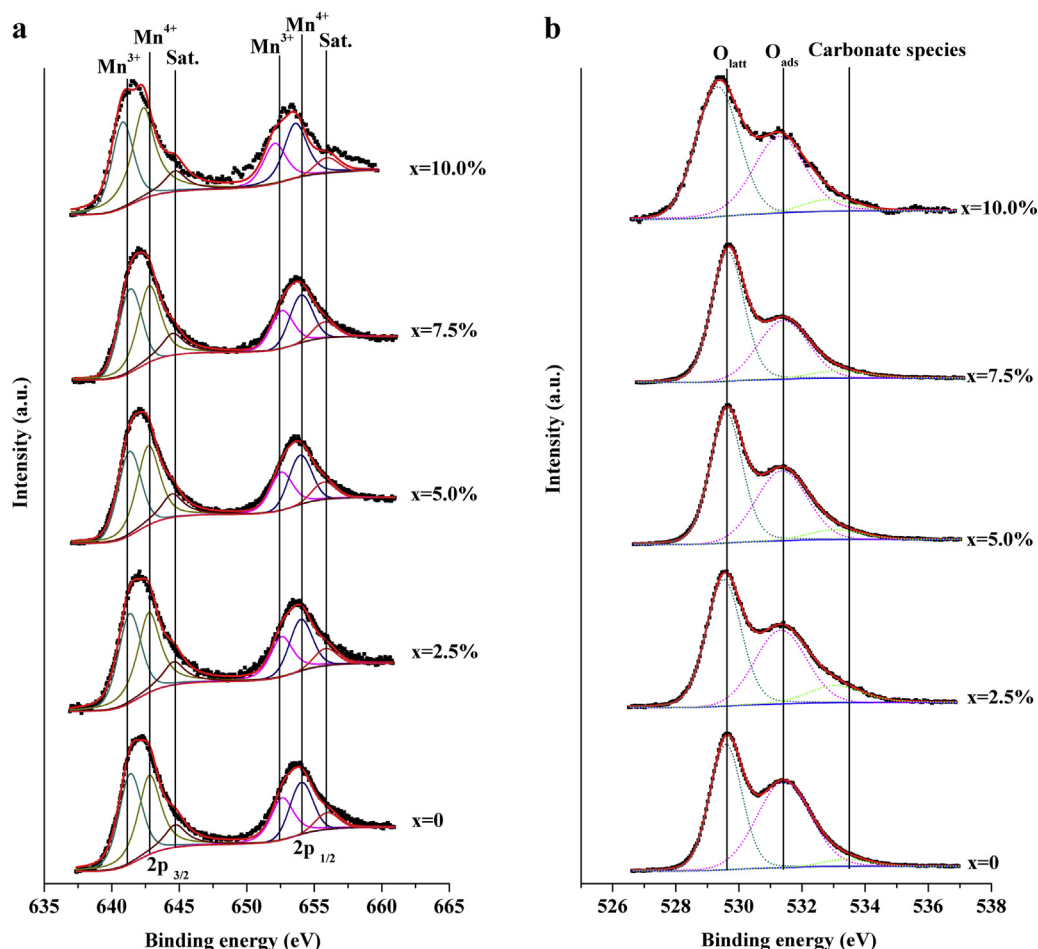 a
Mn3+
Mn4+
Sat.
Mn3+
Mn4+
Sat.
x=10.0%
x=7.5%
x=5.0%
x=2.5%
x=0
2p 3/2
2p 1/2
Intensity (a.u.)
635 640 645 650 655 660 665
Binding energy (eV)
b
Olatt
Oads
Carbonate species
x=10.0%
x=7.5%
x=5.0%
x=2.5%
x=0
Intensity (a.u.)
526 528 530 532 534 536 538
Binding energy (eV)